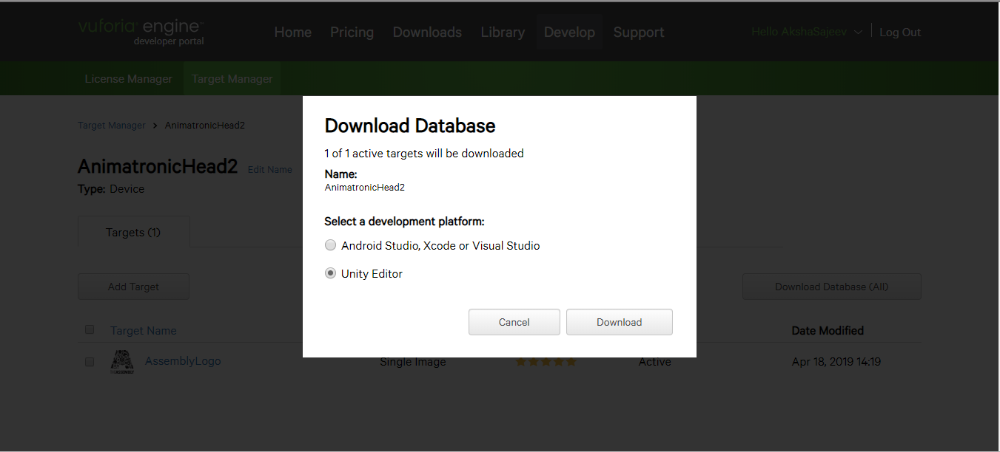 vuforia engine
developer portal
Home Pricing Downloads Library Develop Support
Hello AkshaSajeev Log Out
License Manager Target Manager
Target Manager > AnimatronicHead2
AnimatronicHead2 Edit Name
Type: Device
Targets (1)
Add Target
Download Database (All)
Target Name
Date Modified
AssemblyLogo Single Image Active Apr 18, 2019 14:19
Download Database
1 of 1 active targets will be downloaded
Name:
AnimatronicHead2
Select a development platform:
Android Studio, Xcode or Visual Studio
Unity Editor
Cancel Download